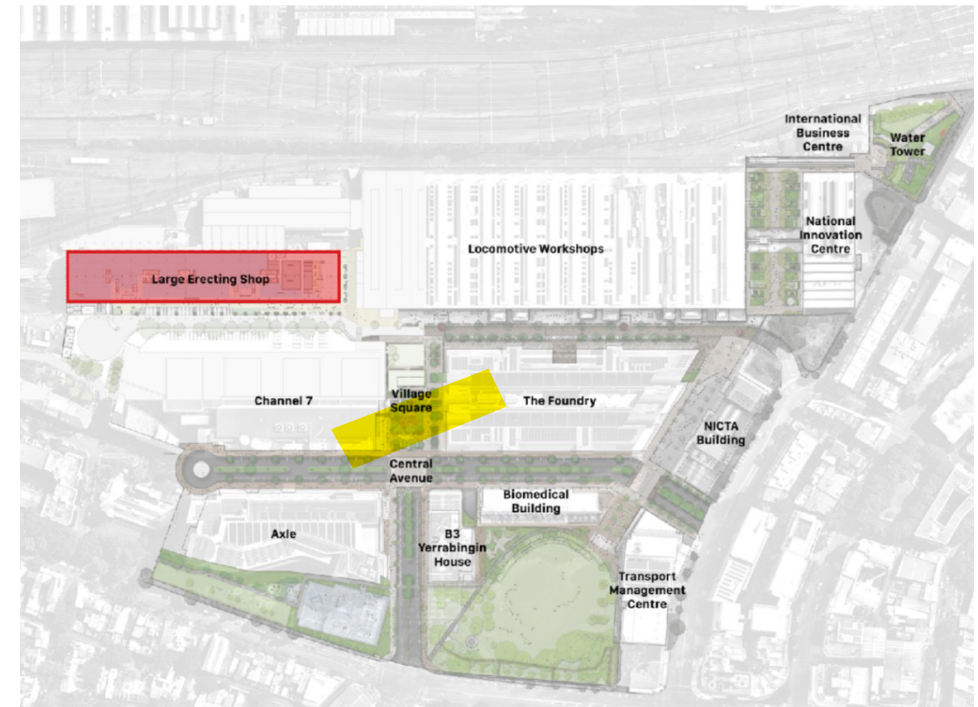 International
Business
Centre
Water
Tower
National
Innovation
Centre
Locomotive Workshops
Large Erecting Shop
Channel 7
Village
Square
The Foundry
NICTA
Building
Central
Avenue
Biomedical
Building
Axle
B3
Yerrabingin
House
Transport
Management
Centre